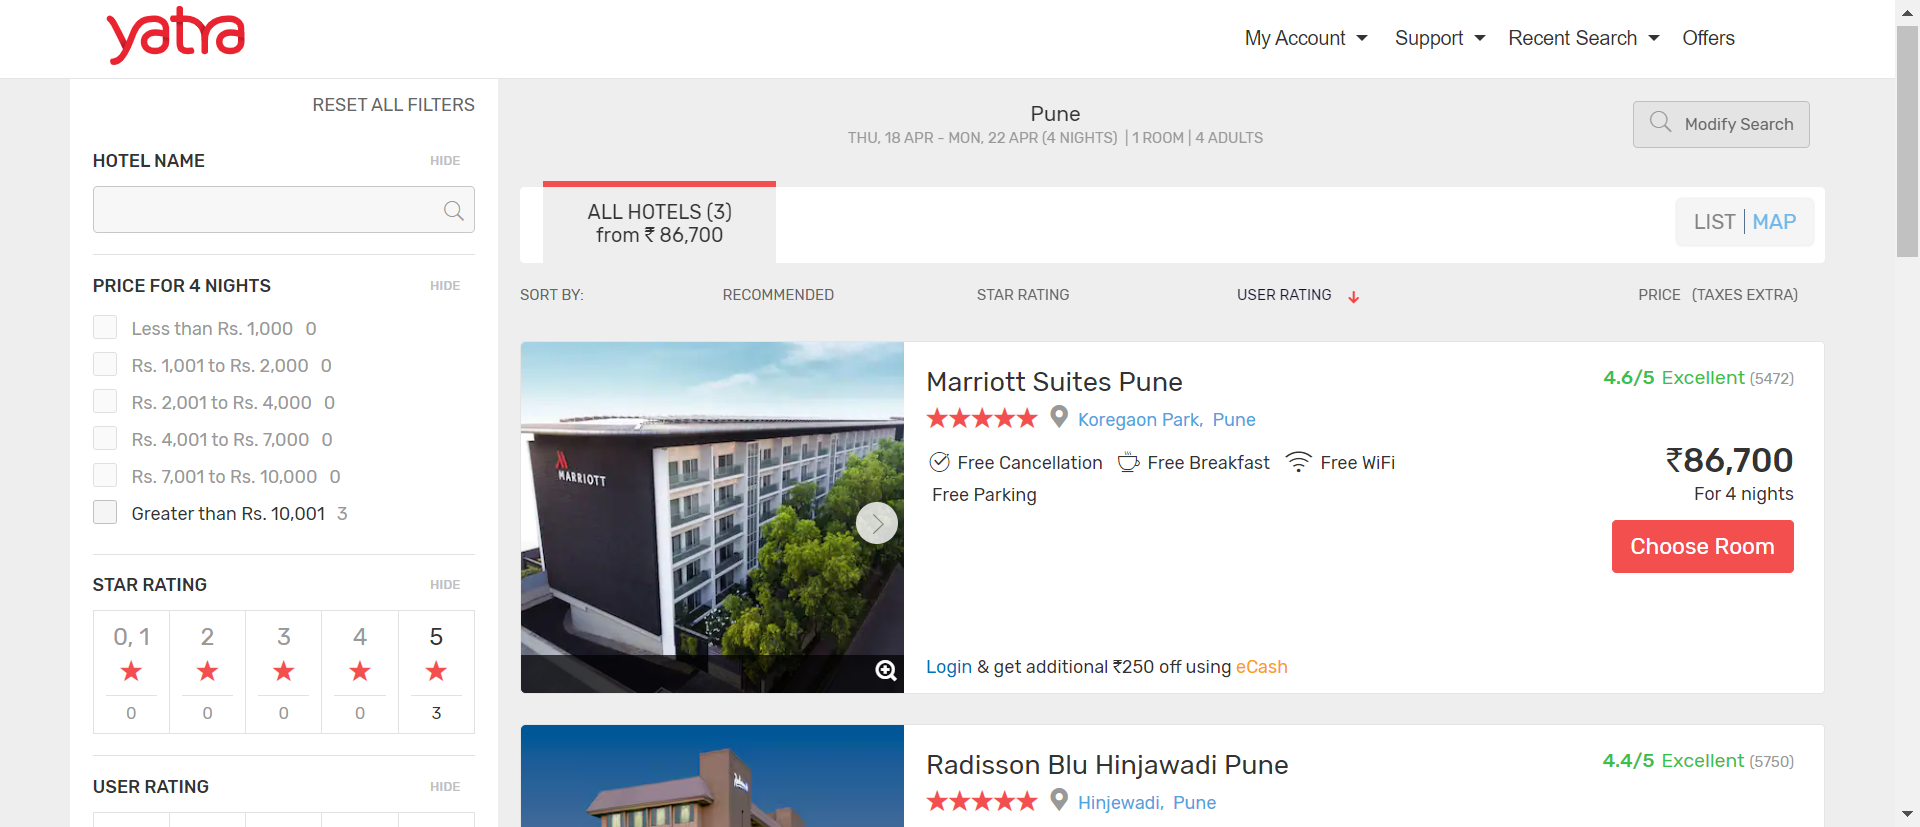 yatra
My Account
Support
Recent Search
Offers
RESET ALL FILTERS
HOTEL NAME
HIDE
PRICE FOR 4 NIGHTS
HIDE
Less than Rs. 1,000 0
Rs. 1,001 to Rs. 2,000 0
Rs. 2,001 to Rs. 4,000 0
Rs. 4,001 to Rs. 7,000 0
Rs. 7,001 to Rs. 10,000 0
Greater than Rs. 10,001 3
STAR RATING
HIDE
0, 1 2 3 4 5
0 0 0 0 3
USER RATING
HIDE
Pune
THU, 18 APR - MON, 22 APR (4 NIGHTS) | 1 ROOM | 4 ADULTS
Modify Search
ALL HOTELS (3)
from ₹ 86,700
LIST | MAP
SORT BY:
RECOMMENDED
STAR RATING
USER RATING
PRICE (TAXES EXTRA)
MARRIOTT
Marriott Suites Pune
4.6/5 Excellent (5472)
Koregaon Park, Pune
Free Cancellation Free Breakfast Free WiFi
Free Parking
₹86,700
For 4 nights
Choose Room
Login & get additional ₹250 off using eCash
Radisson
Radisson Blu Hinjawadi Pune
4.4/5 Excellent (5750)
Hinjewadi, Pune